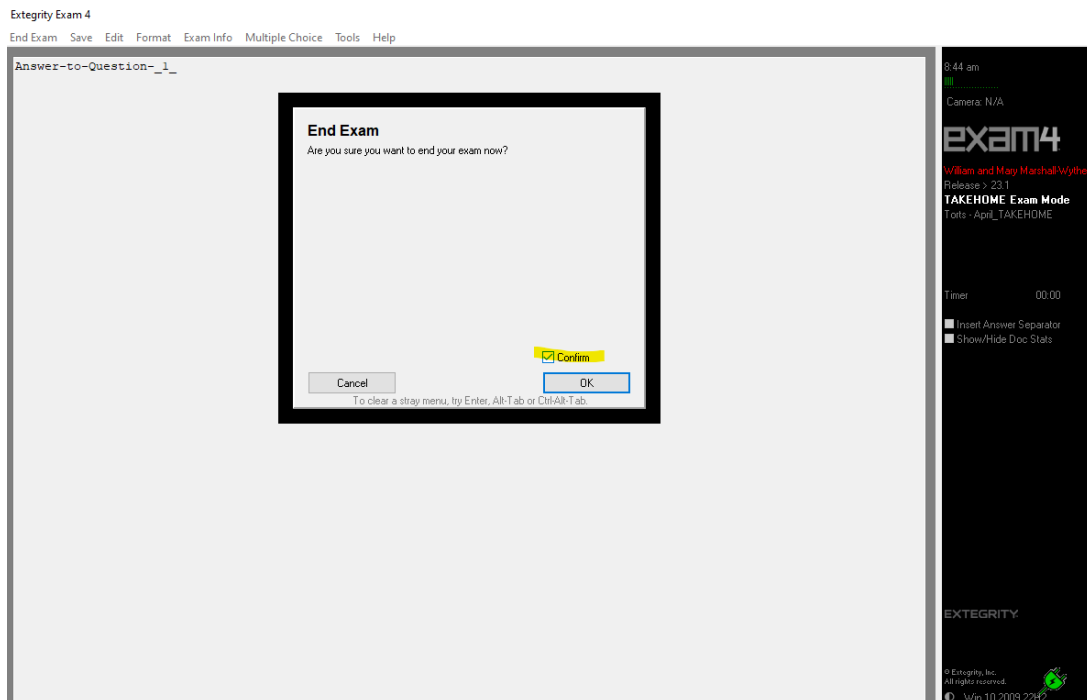 Extegrity Exam 4
End Exam Save Edit Format Exam Info Multiple Choice Tools Help
Answer-to-Question-_1_
End Exam
Are you sure you want to end your exam now?
Confirm
Cancel OK
To clear a stray menu, try Enter, Alt-Tab or Ctrl-Alt-Tab.
8:44 am
Camera: N/A
exam4
William and Mary Marshall-Wythe
Release > 23.1
TAKEHOME Exam Mode
Torts - April_TAKEHOME
Timer 00:00
Insert Answer Separator
Show/Hide Doc Stats
EXTEGRITY
© Extegrity, Inc.
All rights reserved.
Win 10 2009 22H2